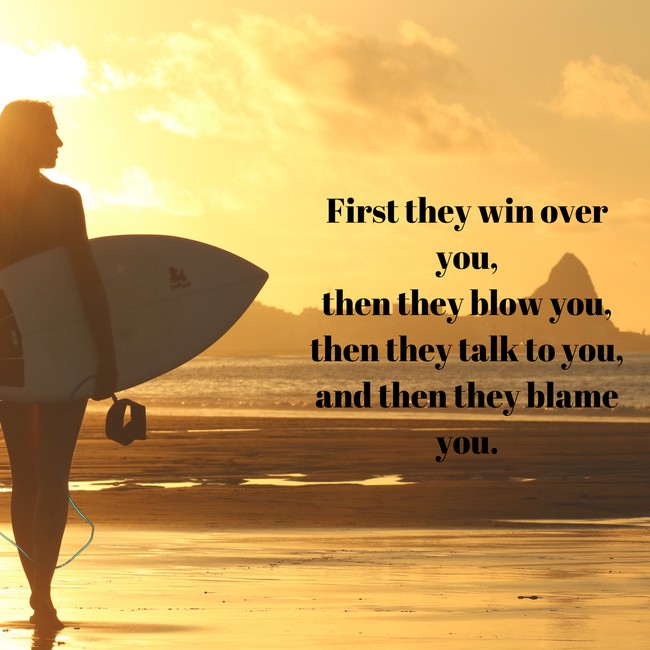 First they win over
you,
then they blow you,
then they talk to you,
and then they blame
you.